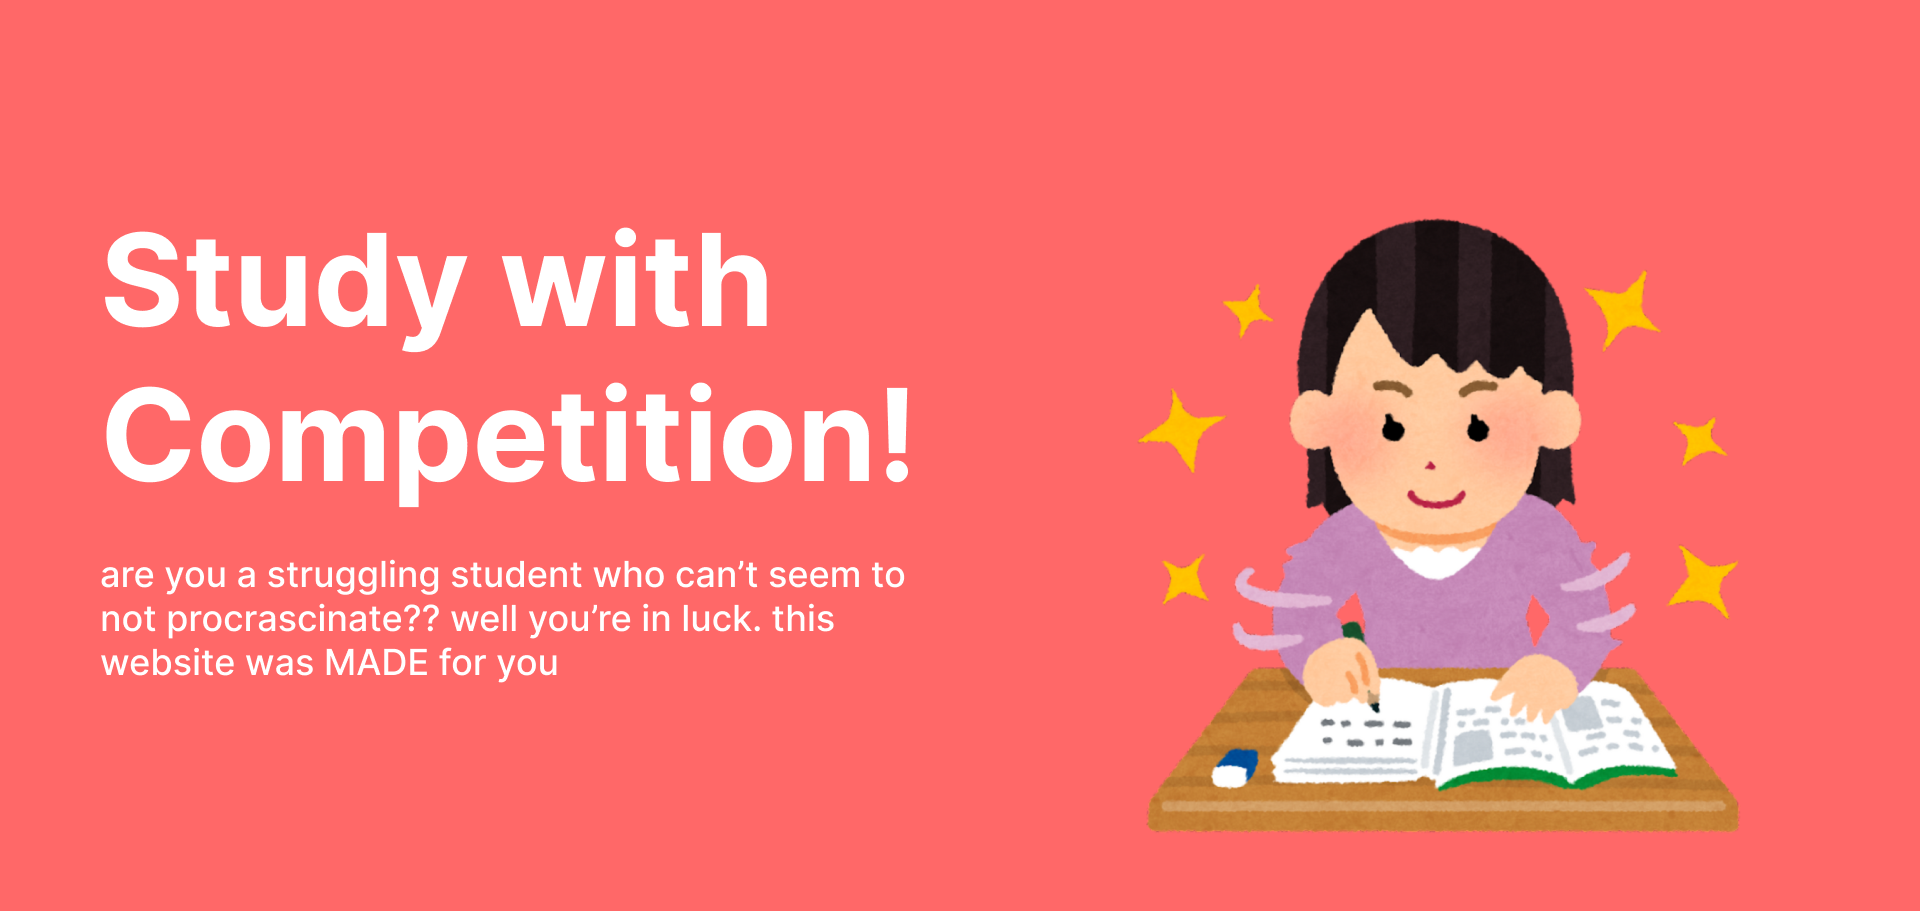 Study with
Competition!
are you a struggling student who can’t seem to
not procrascinate?? well you’re in luck. this
website was MADE for you